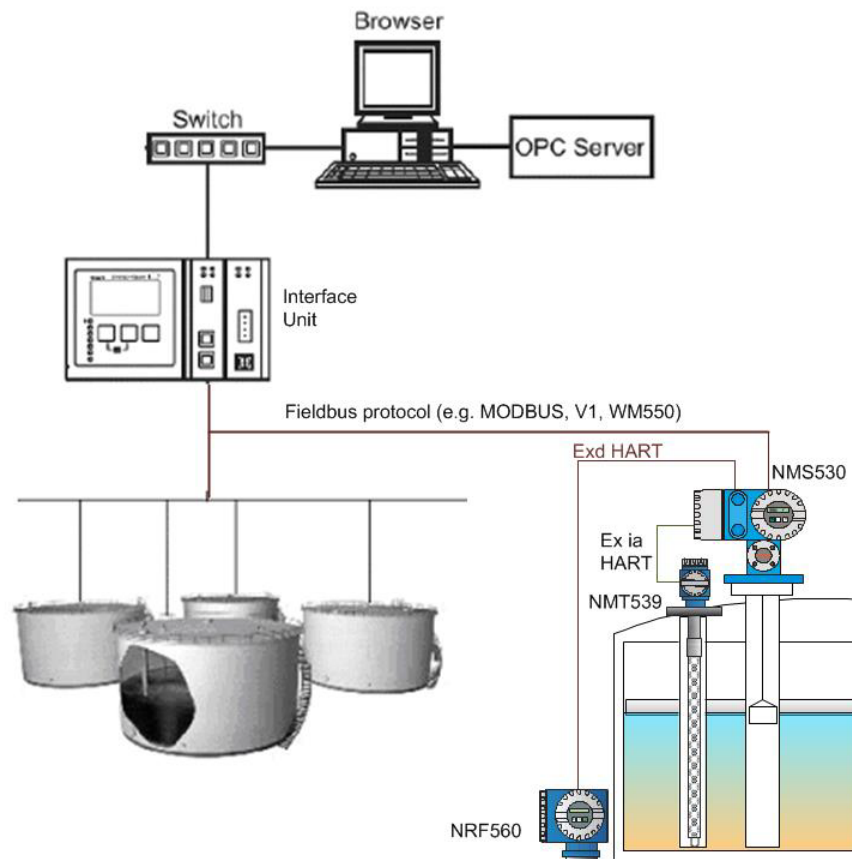 Browser
Switch
OPC Server
Interface
Unit
Fieldbus protocol (e.g. MODBUS, V1, WM550)
Exd HART
NMS530
Ex ia
HART
NMT539
NRF560